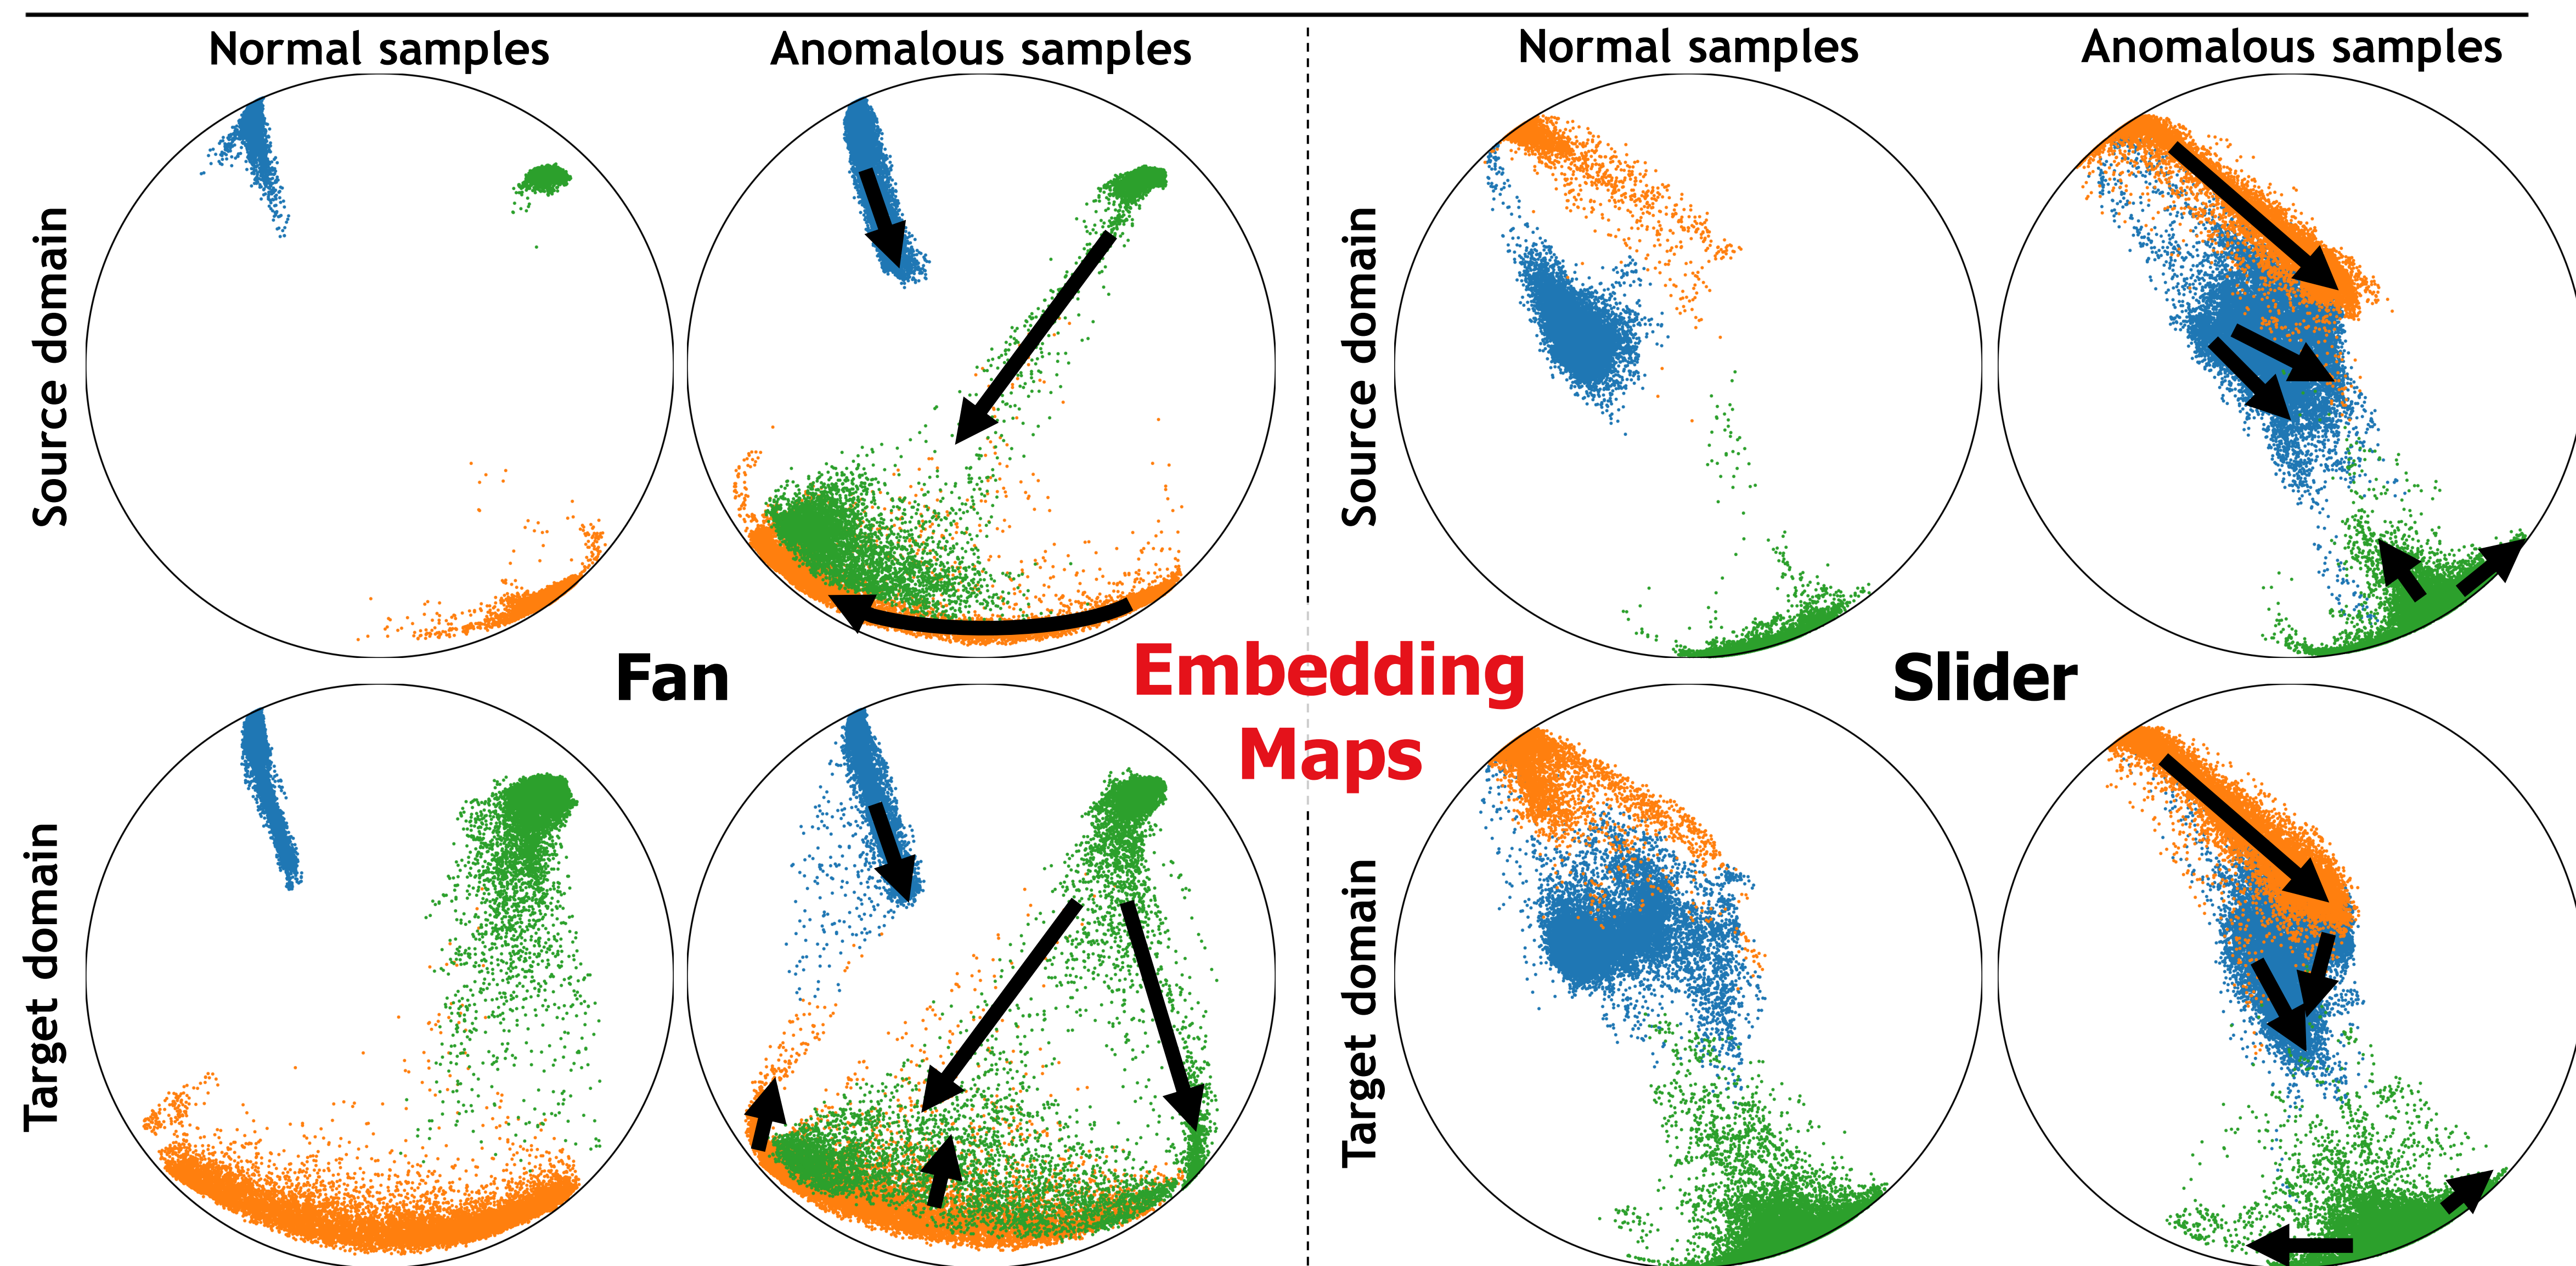 Normal samples
Anomalous samples
Normal samples
Anomalous samples
Source domain
Source domain
Fan
Embedding
Maps
Slider
Target domain
Target domain